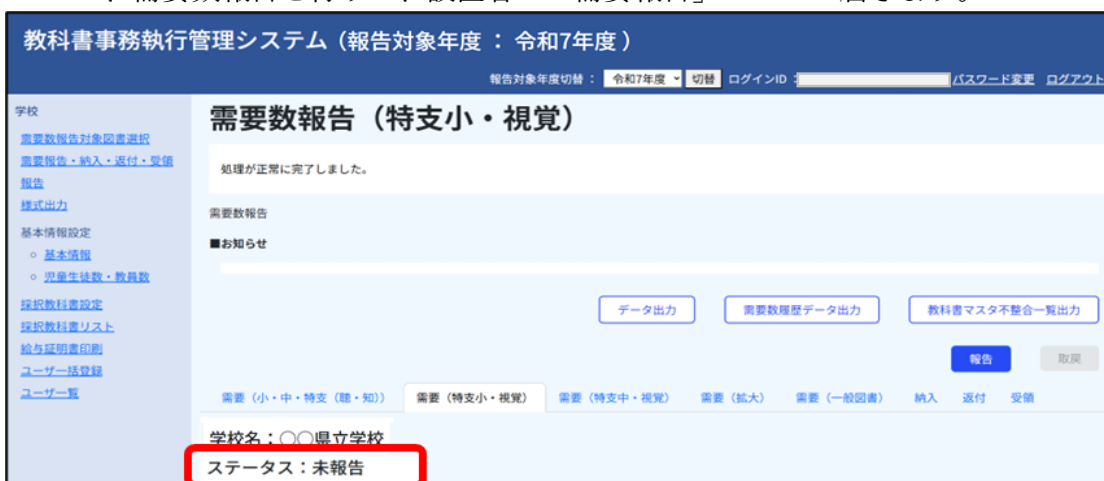 教科書事務執行管理システム（報告対象年度 ： 令和7年度 ）
報告対象年度切替： 令和7年度 切替 ログインID： パスワード変更 ログアウト
学校
需要数報告対象図書選択
需要報告・納入・返付・受領
報告
様式出力
基本情報設定
基本情報
児童生徒数・教員数
採択教科書設定
採択教科書リスト
給与証明書印刷
ユーザー一括登録
ユーザ一覧
需要数報告（特支小・視覚）
処理が正常に完了しました。
需要数報告
■お知らせ
データ出力 需要数履歴データ出力 教科書マスタ不整合一覧出力
報告 取戻
需要（小・中・特支（聴・知）） 需要（特支小・視覚） 需要（特支中・視覚） 需要（拡大） 需要（一般図書） 納入 返付 受領
学校名：○○県立学校
ステータス：未報告